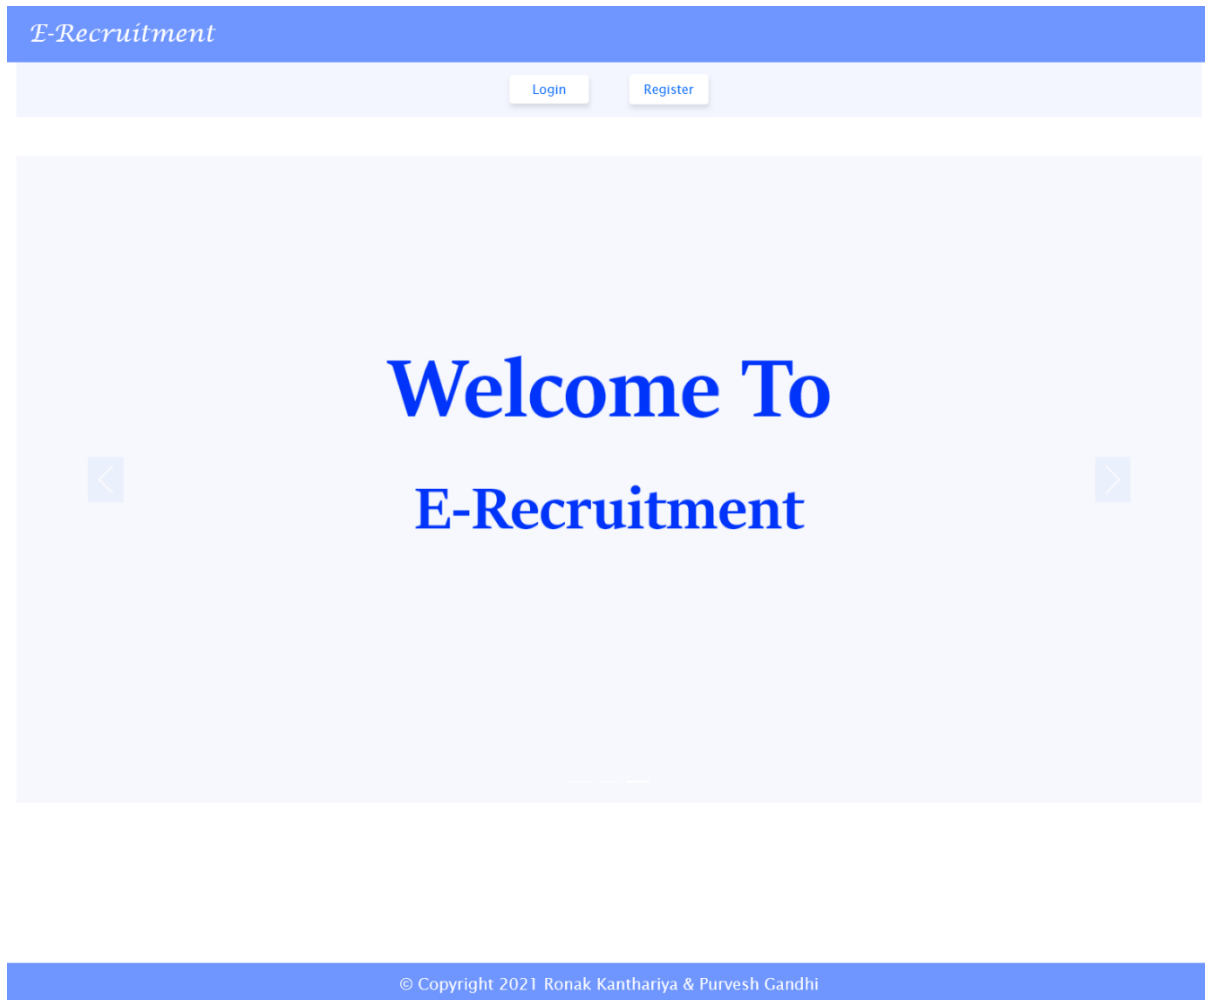 E-Recruitment
Login Register
Welcome To
E-Recruitment
© Copyright 2021 Ronak Kanthariya & Purvesh Gandhi